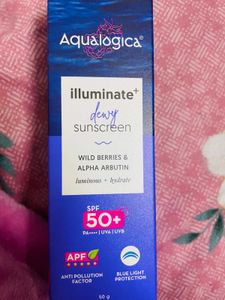 Aqualogica®
illuminate+
dewy
sunscreen
WILD BERRIES &
ALPHA ARBUTIN
luminous + hydrate
SPF
50+
PA++++ | UVA | UVB
APF
ANTI POLLUTION
FACTOR
BLUE LIGHT
PROTECTION
50 g